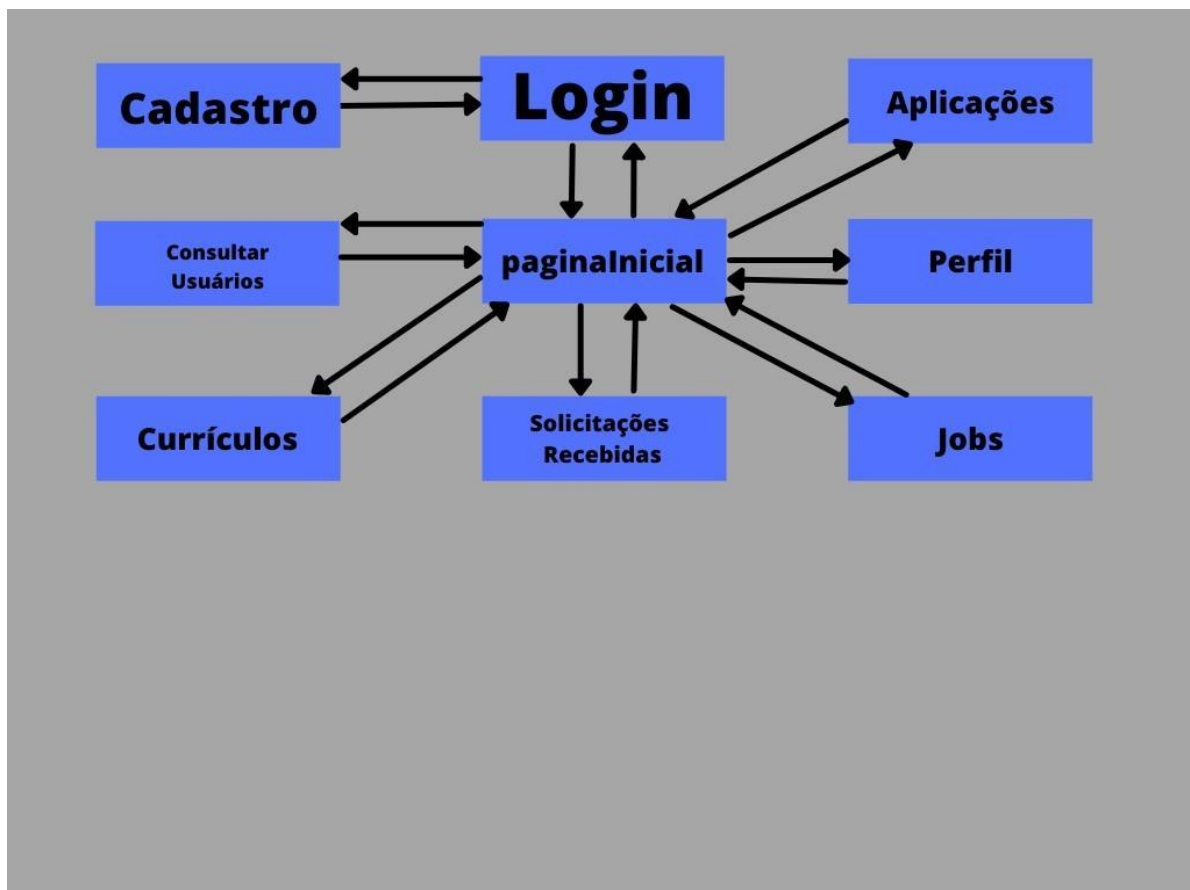 Cadastro
Login
Aplicações
Consultar
Usuários
paginaInicial
Perfil
Currículos
Solicitações
Recebidas
Jobs